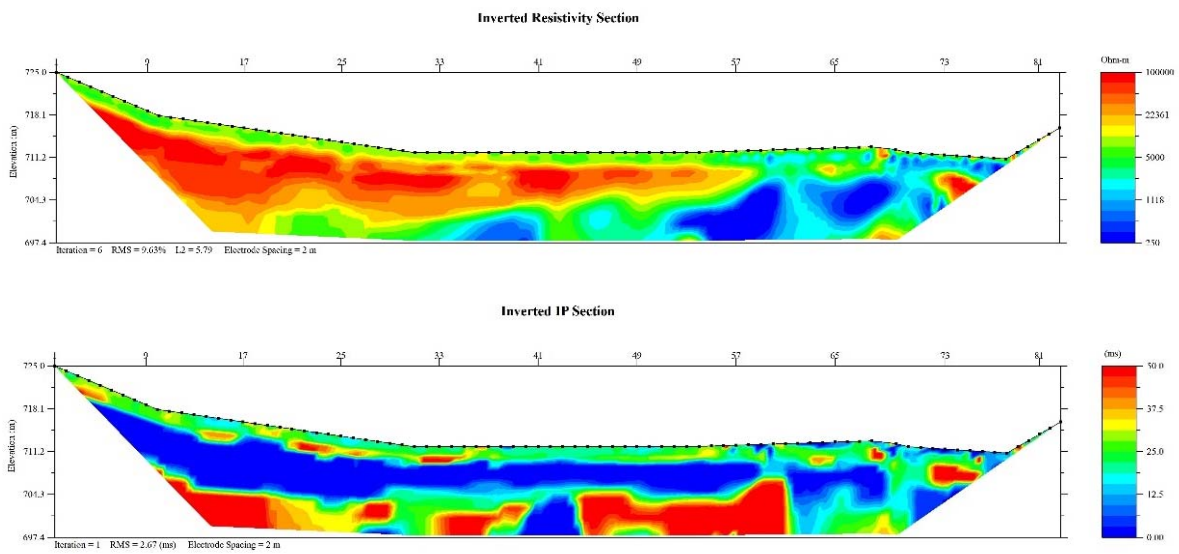 Inverted Resistivity Section
Ohm-m
1 9 17 25 33 41 49 57 65 73 81
725.0 100000
718.1 22361
711.2 5000
704.3 1118
697.4 250
Elevation (m)
Iteration = 6 RMS = 9.63% L2 = 5.79 Electrode Spacing = 2 m
Inverted IP Section
(ms)
1 9 17 25 33 41 49 57 65 73 81
725.0 50.0
718.1 37.5
711.2 25.0
704.3 12.5
697.4 0.00
Elevation (m)
Iteration = 1 RMS = 2.67 (ms) Electrode Spacing = 2 m